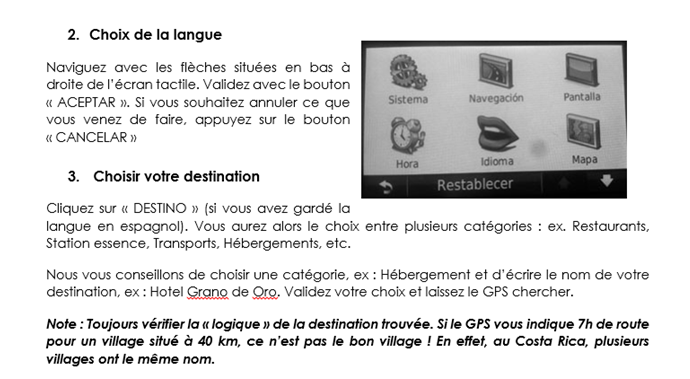 2. Choix de la langue
Naviguez avec les flèches situées en bas à
droite de l'écran tactile. Validez avec le bouton
« ACEPTAR ». Si vous souhaitez annuler ce que
vous venez de faire, appuyez sur le bouton
« CANCELAR »
Sistema Navegación Pantalla
Hora Idioma Mapa
Restablecer
3. Choisir votre destination
Cliquez sur « DESTINO » (si vous avez gardé la
langue en espagnol). Vous aurez alors le choix entre plusieurs catégories : ex. Restaurants,
Station essence, Transports, Hébergements, etc.
Nous vous conseillons de choisir une catégorie, ex : Hébergement et d'écrire le nom de votre
destination, ex : Hotel Grano de Oro. Validez votre choix et laissez le GPS chercher.
Note : Toujours vérifier la « logique » de la destination trouvée. Si le GPS vous indique 7h de route
pour un village situé à 40 km, ce n'est pas le bon village ! En effet, au Costa Rica, plusieurs
villages ont le même nom.